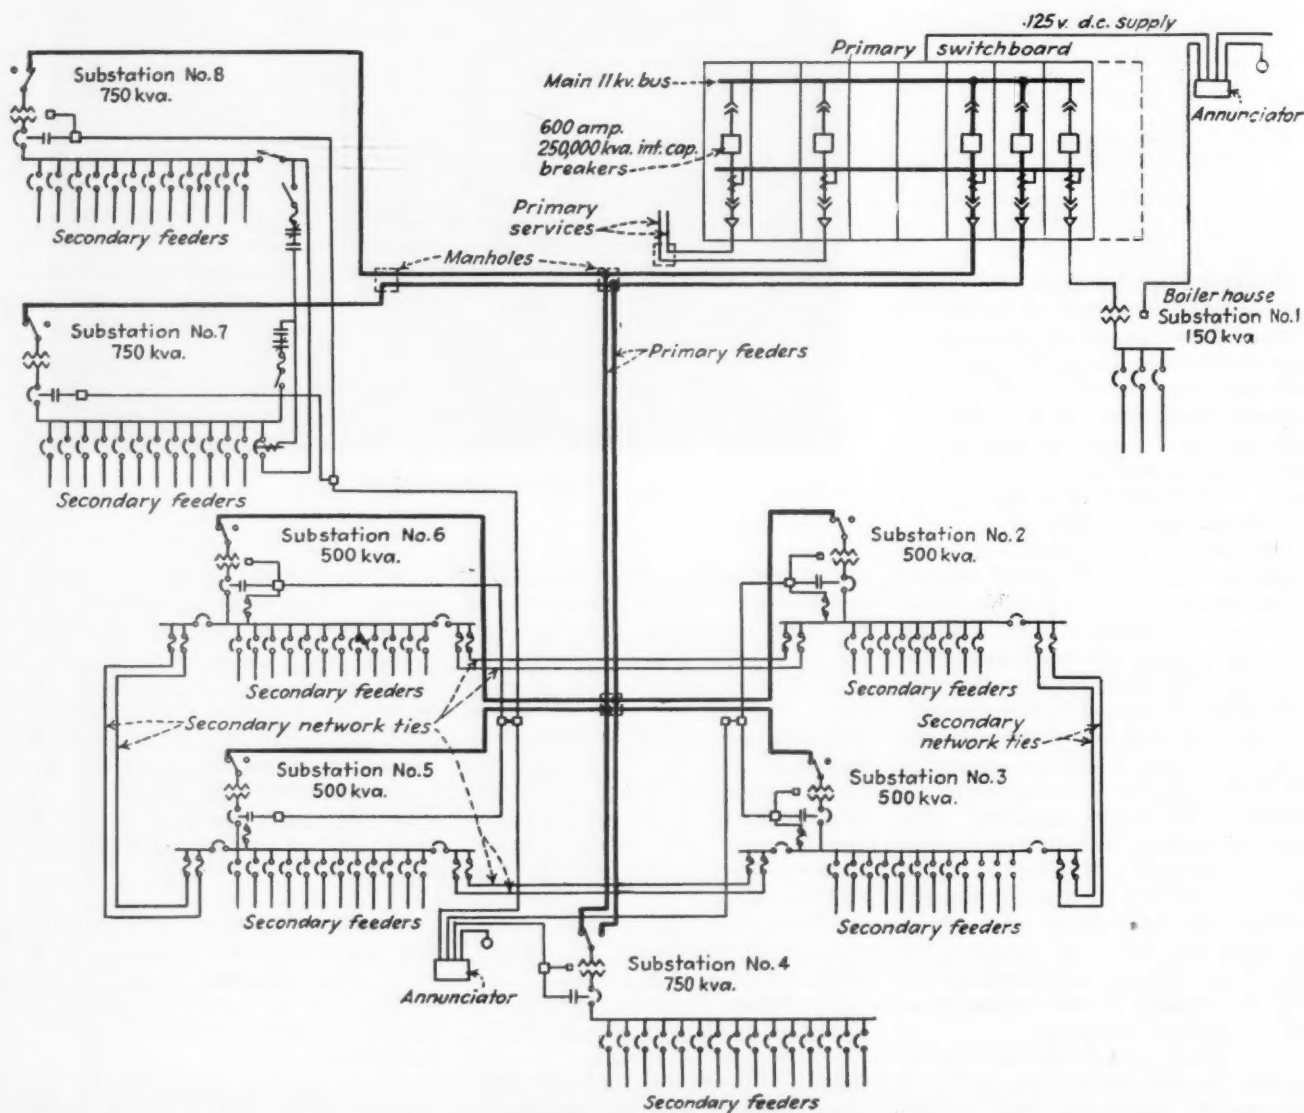 .125 v. d.c. supply
Primary switchboard
Main 11 kv. bus
Annunciator
600 amp.
250,000 kva. int. cap.
breakers
Primary
services
Manholes
Substation No. 8
750 kva.
Secondary feeders
Boiler house
Substation No. 1
150 kva
Substation No. 7
750 kva.
Primary feeders
Secondary feeders
Substation No. 6
500 kva.
Substation No. 2
500 kva.
Secondary feeders
Secondary feeders
Secondary network ties
Secondary
network ties
Substation No. 5
500 kva.
Substation No. 3
500 kva.
Secondary feeders
Secondary feeders
Annunciator
Substation No. 4
750 kva.
Secondary feeders